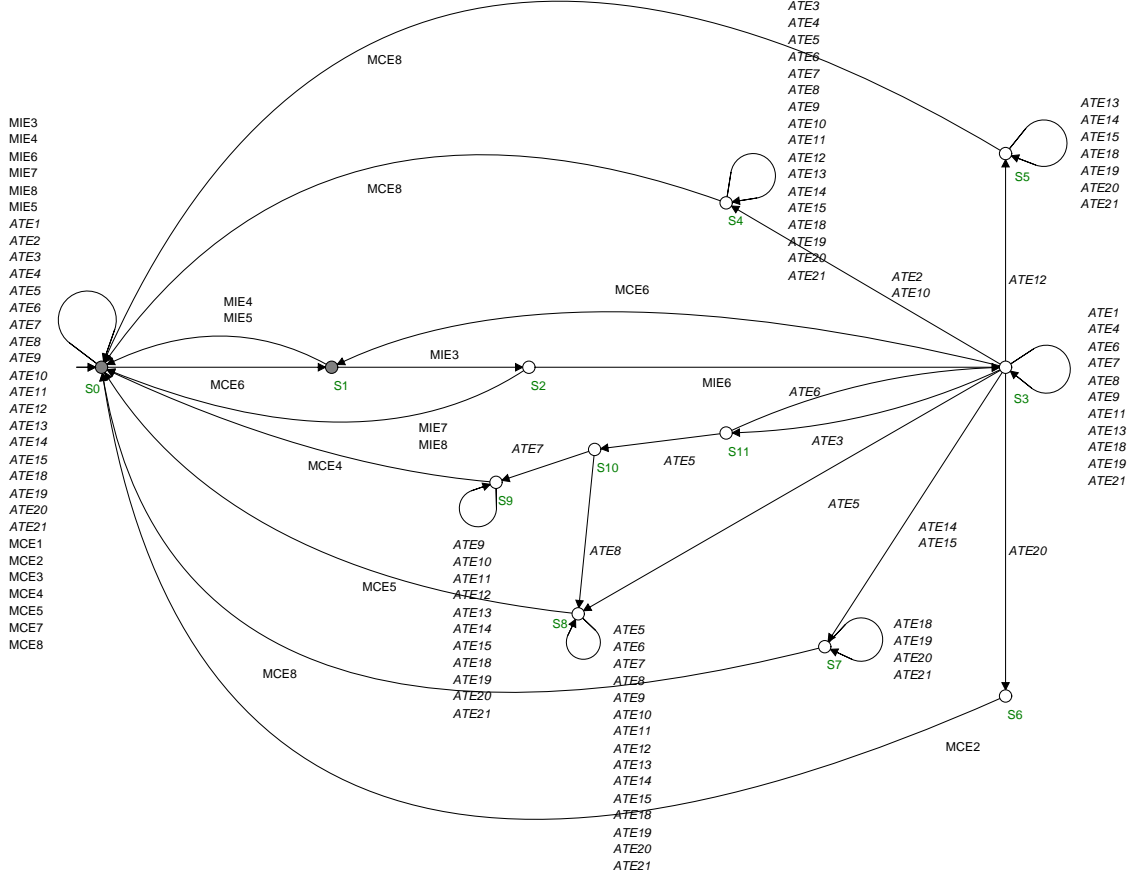 MIE3
MIE4
MIE6
MIE7
MIE8
MIE5
ATE1
ATE2
ATE3
ATE4
ATE5
ATE6
ATE7
ATE8
ATE9
ATE10
ATE11
ATE12
ATE13
ATE14
ATE15
ATE18
ATE19
ATE20
ATE21
MCE1
MCE2
MCE3
MCE4
MCE5
MCE7
MCE8
S0
MCE8
MCE8
MIE4
MIE5
MCE6
S1
MIE3
S2
MCE6
MIE6
MIE7
MIE8
MCE4
MCE5
MCE8
ATE3
ATE4
ATE5
ATE6
ATE7
ATE8
ATE9
ATE10
ATE11
ATE12
ATE13
ATE14
ATE15
ATE18
ATE19
ATE20
ATE21
S4
ATE2
ATE10
ATE13
ATE14
ATE15
ATE18
ATE19
ATE20
ATE21
S5
ATE12
ATE1
ATE4
ATE6
ATE7
ATE8
ATE9
ATE11
ATE13
ATE18
ATE19
ATE21
S3
ATE6
ATE3
S11
ATE5
S10
ATE7
S9
ATE9
ATE10
ATE11
ATE12
ATE13
ATE14
ATE15
ATE18
ATE19
ATE20
ATE21
ATE8
ATE5
S8
ATE5
ATE6
ATE7
ATE8
ATE9
ATE10
ATE11
ATE12
ATE13
ATE14
ATE15
ATE18
ATE19
ATE20
ATE21
ATE14
ATE15
ATE20
S7
ATE18
ATE19
ATE20
ATE21
S6
MCE2